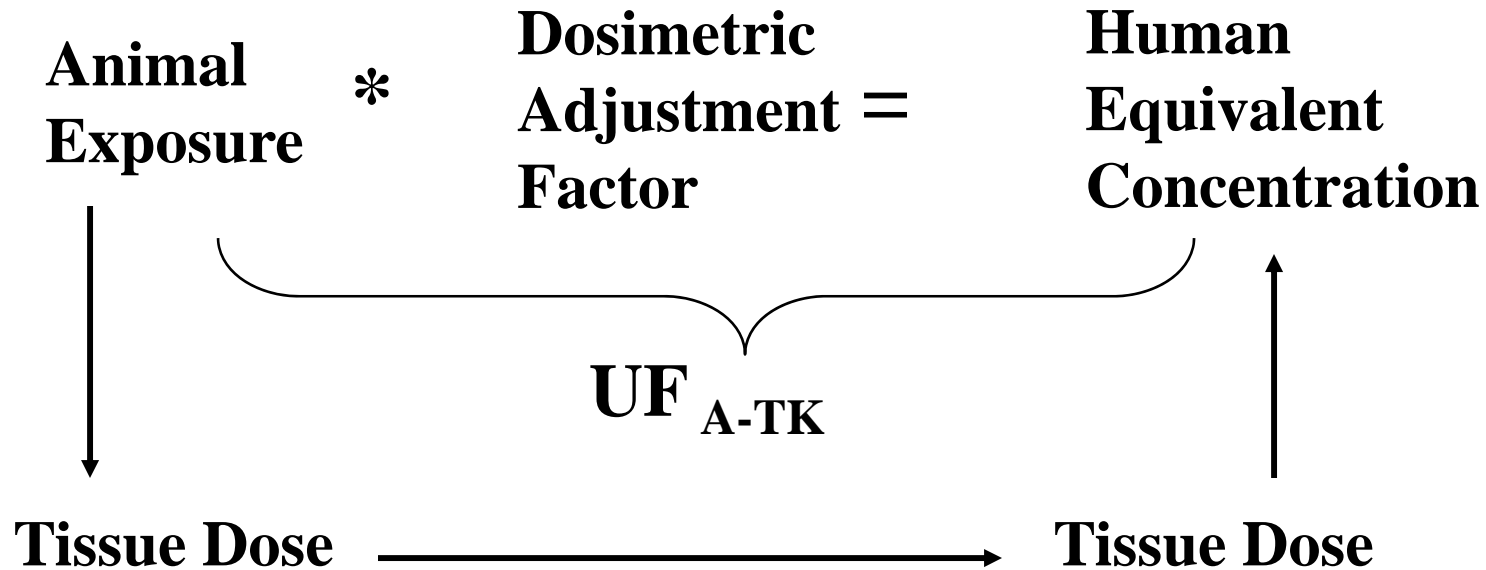 Animal
Exposure
*
Dosimetric
Adjustment
Factor
=
Human
Equivalent
Concentration
UF A-TK
Tissue Dose
Tissue Dose